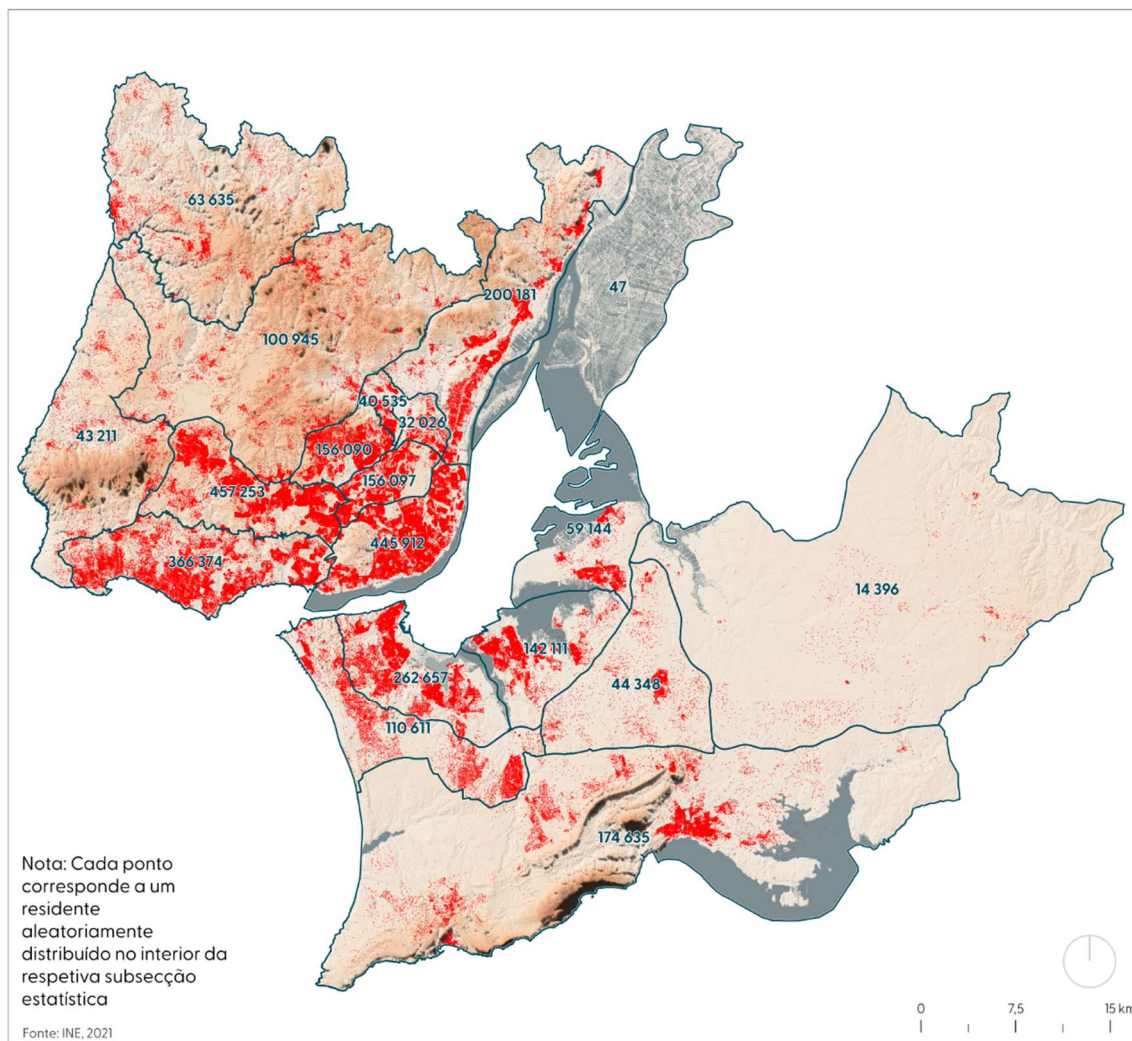 63 635
200 181
47
100 945
40 535
32 026
43 211
156 090
156 097
457 253
445 912
59 144
366 374
14 396
142 111
262 657
44 348
110 611
174 635
Nota: Cada ponto
corresponde a um
residente
aleatoriamente
distribuído no interior da
respetiva subsecção
estatística
Fonte: INE, 2021
0 7,5 15 km